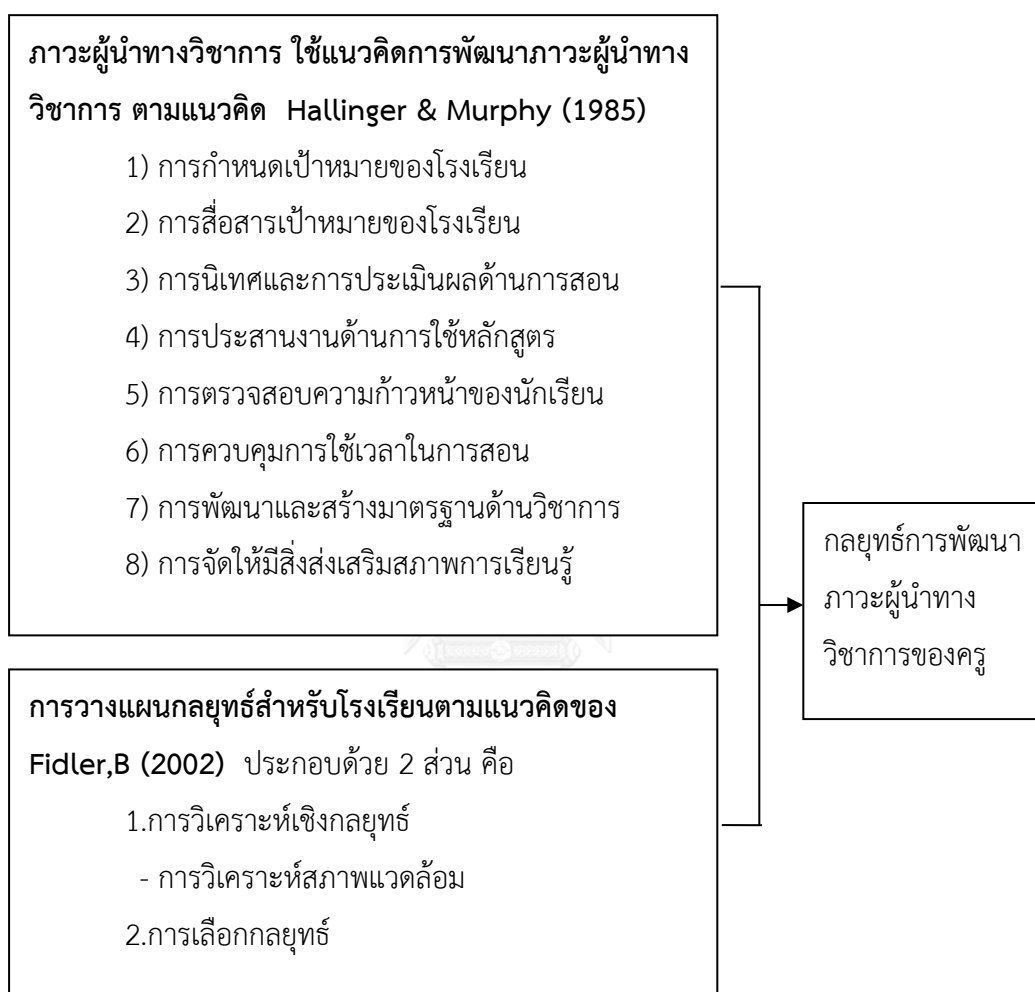 ภาวะผู้นำทางวิชาการ ใช้แนวคิดการพัฒนาภาวะผู้นำทาง
วิชาการ ตามแนวคิด Hallinger & Murphy (1985)
1) การกำหนดเป้าหมายของโรงเรียน
2) การสื่อสารเป้าหมายของโรงเรียน
3) การนิเทศและการประเมินผลด้านการสอน
4) การประสานงานด้านการใช้หลักสูตร
5) การตรวจสอบความก้าวหน้าของนักเรียน
6) การควบคุมการใช้เวลาในการสอน
7) การพัฒนาและสร้างมาตรฐานด้านวิชาการ
8) การจัดให้มีสิ่งส่งเสริมสภาพการเรียนรู้
การวางแผนกลยุทธ์สำหรับโรงเรียนตามแนวคิดของ
Fidler,B (2002) ประกอบด้วย 2 ส่วน คือ
1.การวิเคราะห์เชิงกลยุทธ์
- การวิเคราะห์สภาพแวดล้อม
2.การเลือกกลยุทธ์
กลยุทธ์การพัฒนา
ภาวะผู้นำทาง
วิชาการของครู